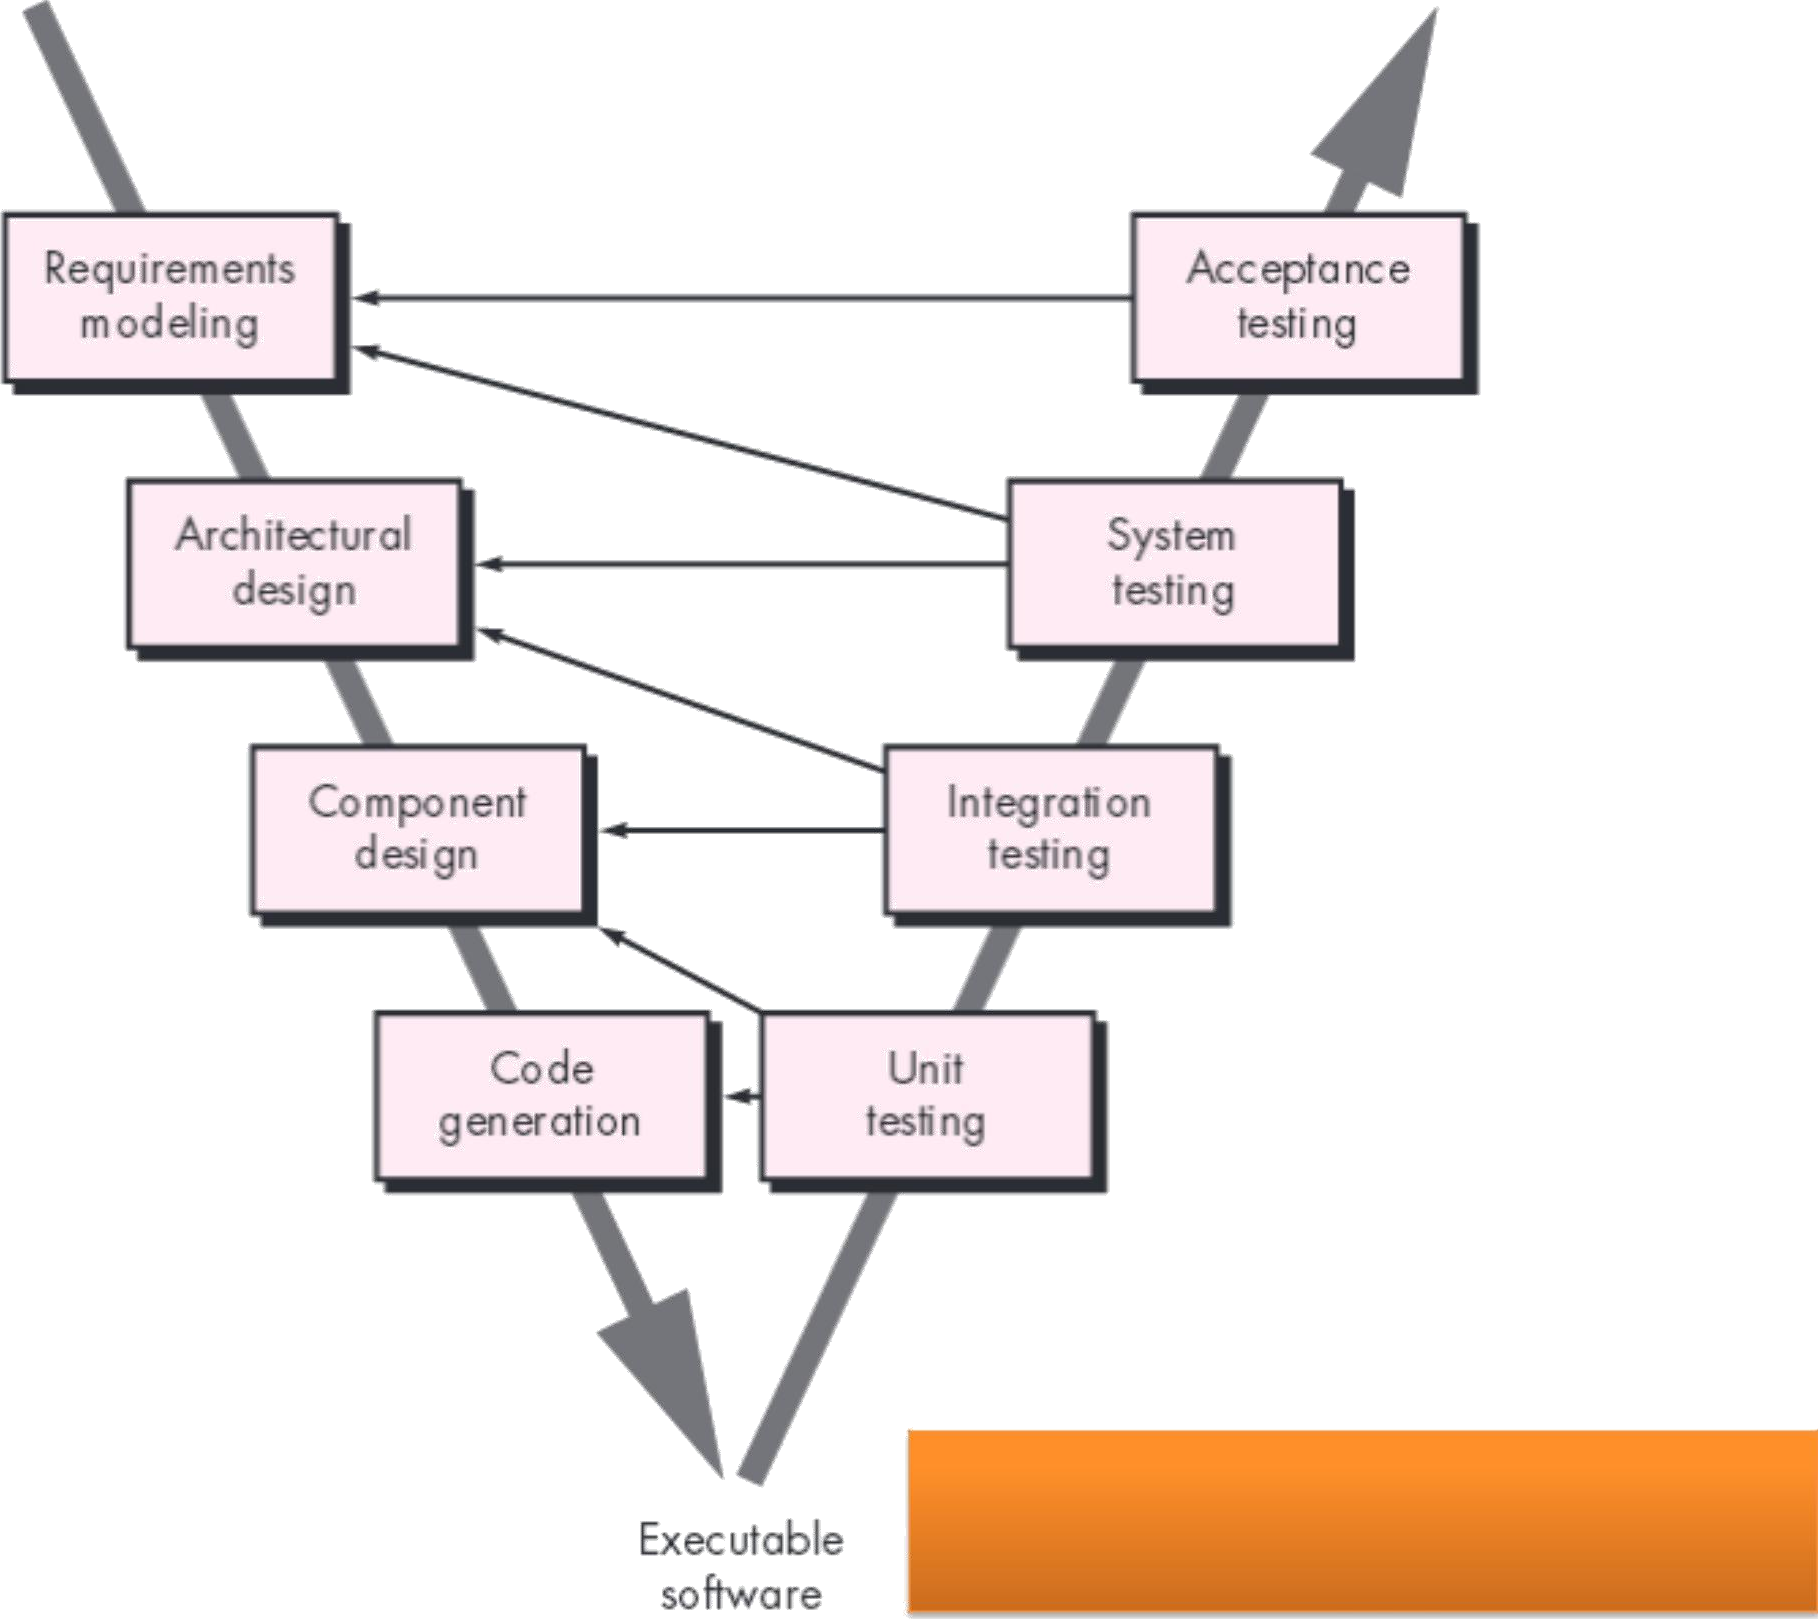 Requirements
modeling
Acceptance
testing
Architectural
design
System
testing
Component
design
Integration
testing
Code
generation
Unit
testing
Executable
software